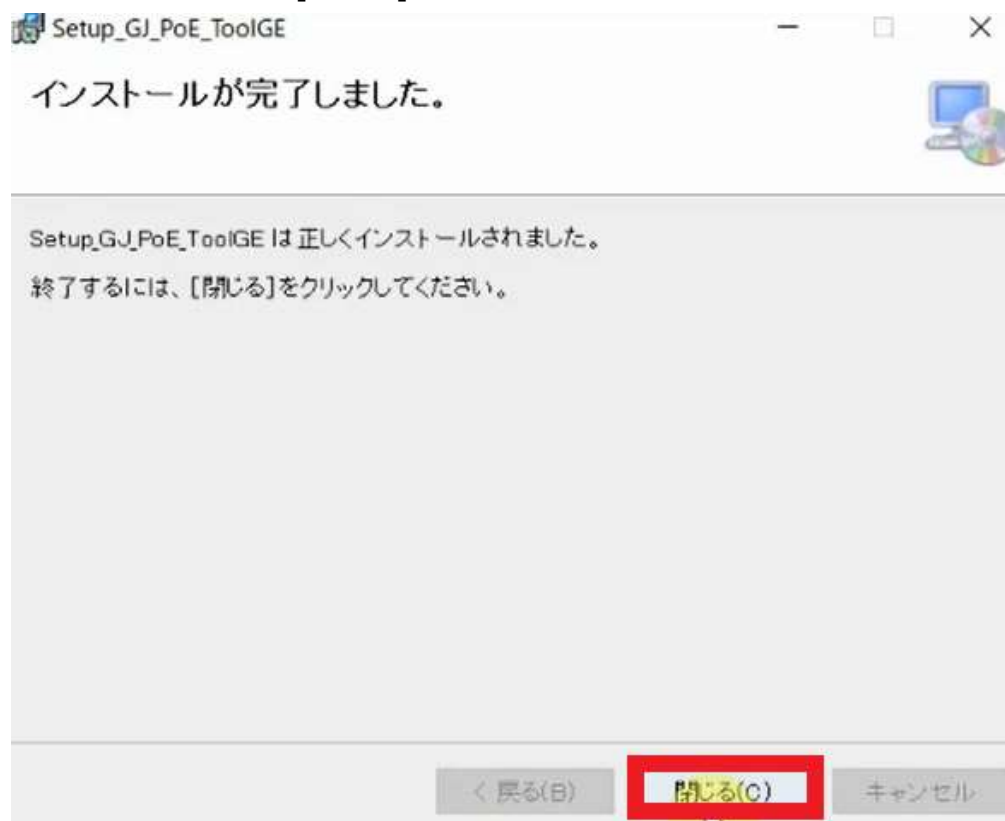 Setup_GJ_PoE_ToolGE
インストールが完了しました。
Setup_GJ_PoE_ToolGE は正しくインストールされました。
終了するには、[閉じる]をクリックしてください。
< 戻る(B) 閉じる(C) キャンセル